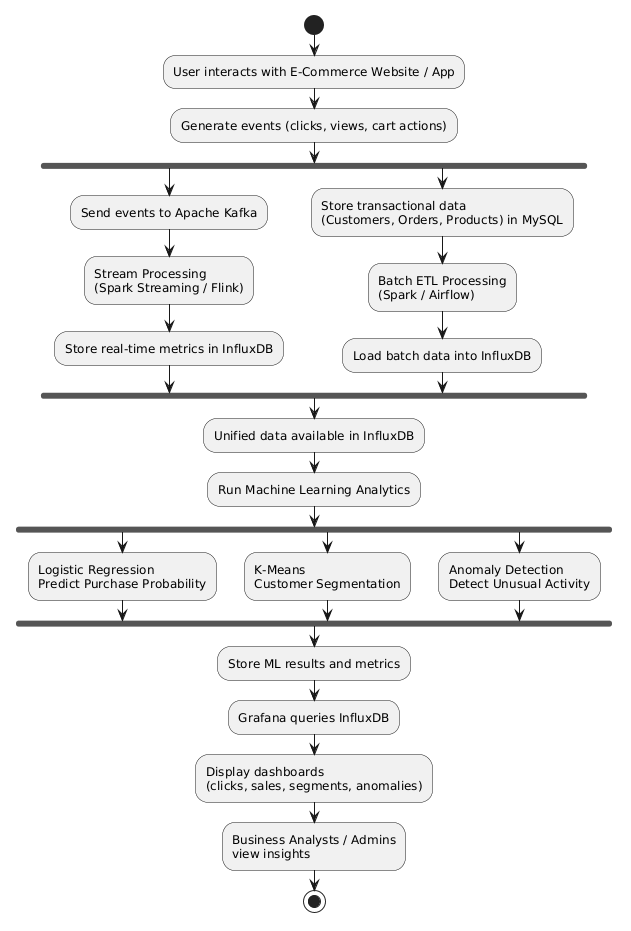 User interacts with E-Commerce Website / App
Generate events (clicks, views, cart actions)
Send events to Apache Kafka
Stream Processing
(Spark Streaming / Flink)
Store real-time metrics in InfluxDB
Store transactional data
(Customers, Orders, Products) in MySQL
Batch ETL Processing
(Spark / Airflow)
Load batch data into InfluxDB
Unified data available in InfluxDB
Run Machine Learning Analytics
Logistic Regression
Predict Purchase Probability
K-Means
Customer Segmentation
Anomaly Detection
Detect Unusual Activity
Store ML results and metrics
Grafana queries InfluxDB
Display dashboards
(clicks, sales, segments, anomalies)
Business Analysts / Admins
view insights